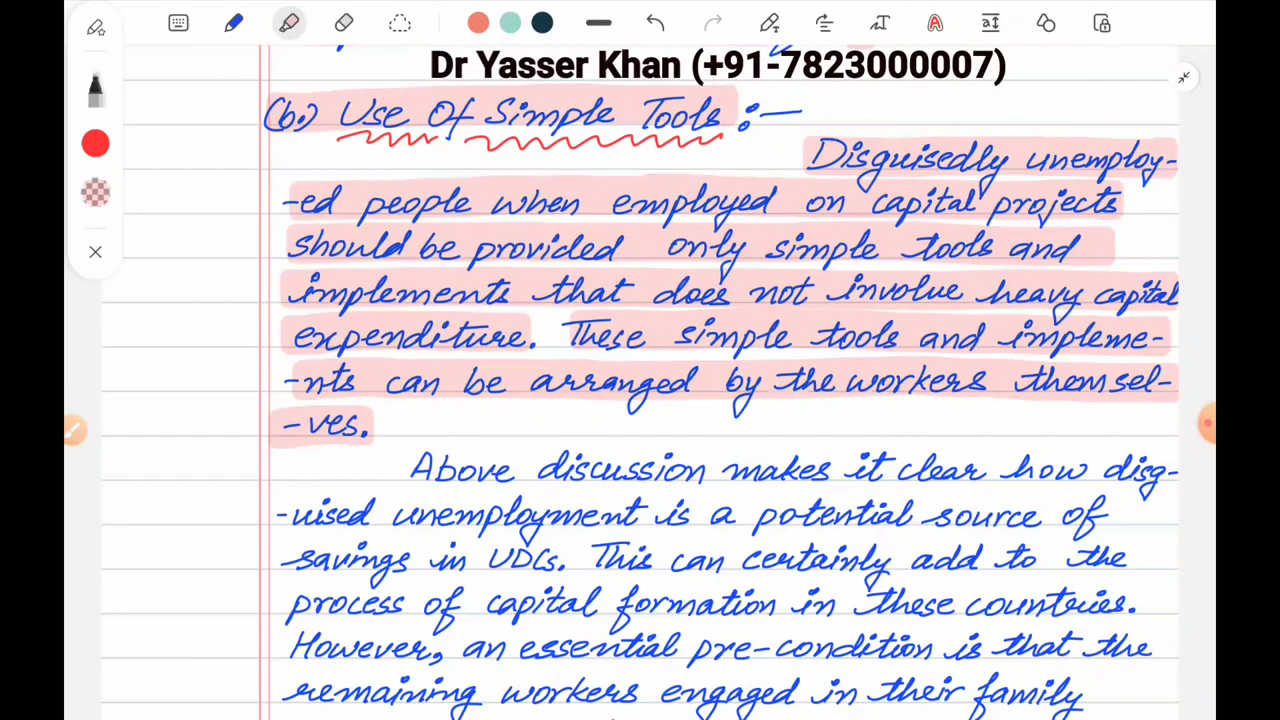 Dr Yasser Khan (+91-7823000007)
(b.) Use Of Simple Tools :-
Disguisedly unemploy-
-ed people when employed on capital projects
should be provided only simple tools and
implements that does not involve heavy capital
expenditure. These simple tools and impleme-
-nts can be arranged by the workers themsel-
-ves.
Above discussion makes it clear how disg-
-uised unemployment is a potential source of
savings in UDCs. This can certainly add to the
process of capital formation in these countries.
However, an essential pre-condition is that the
remaining workers engaged in their family